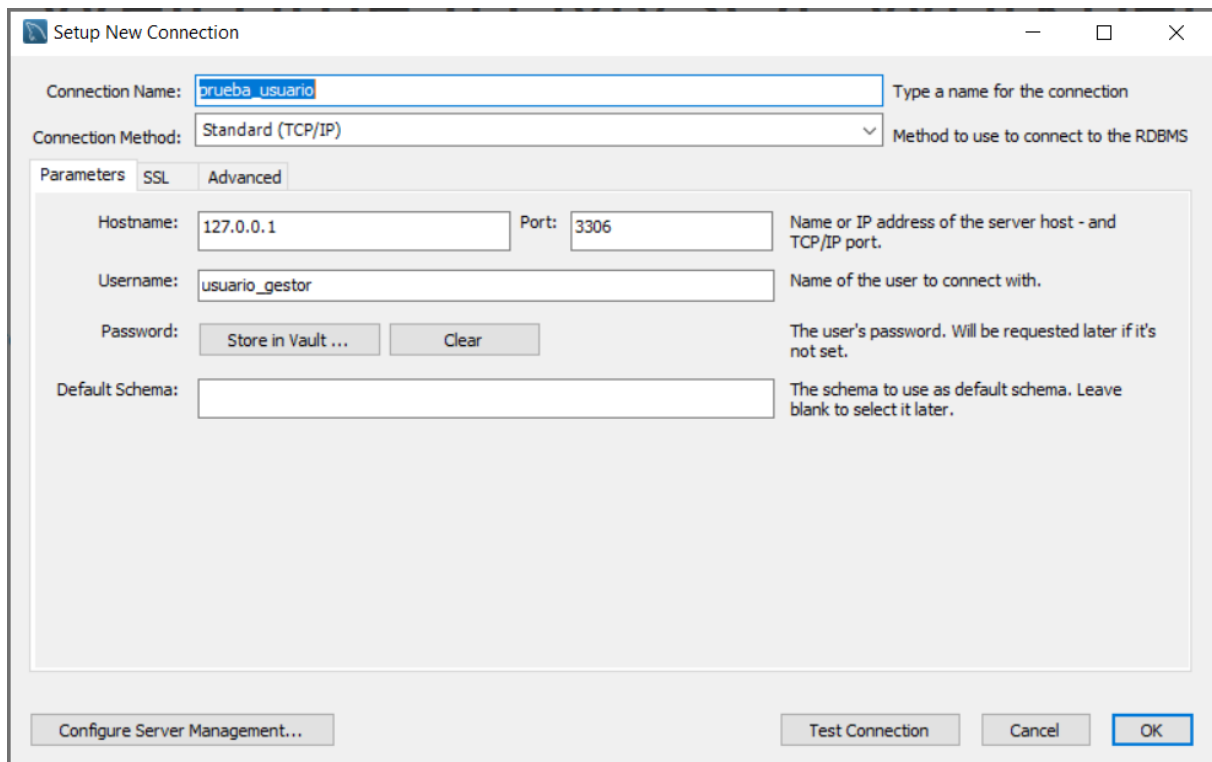 Setup New Connection
Connection Name: prueba_usuario Type a name for the connection
Connection Method: Standard (TCP/IP) Method to use to connect to the RDBMS
Parameters SSL Advanced
Hostname: 127.0.0.1 Port: 3306 Name or IP address of the server host - and
TCP/IP port.
Username: usuario_gestor Name of the user to connect with.
Password: Store in Vault ... Clear The user's password. Will be requested later if it's
not set.
Default Schema: The schema to use as default schema. Leave
blank to select it later.
Configure Server Management... Test Connection Cancel OK